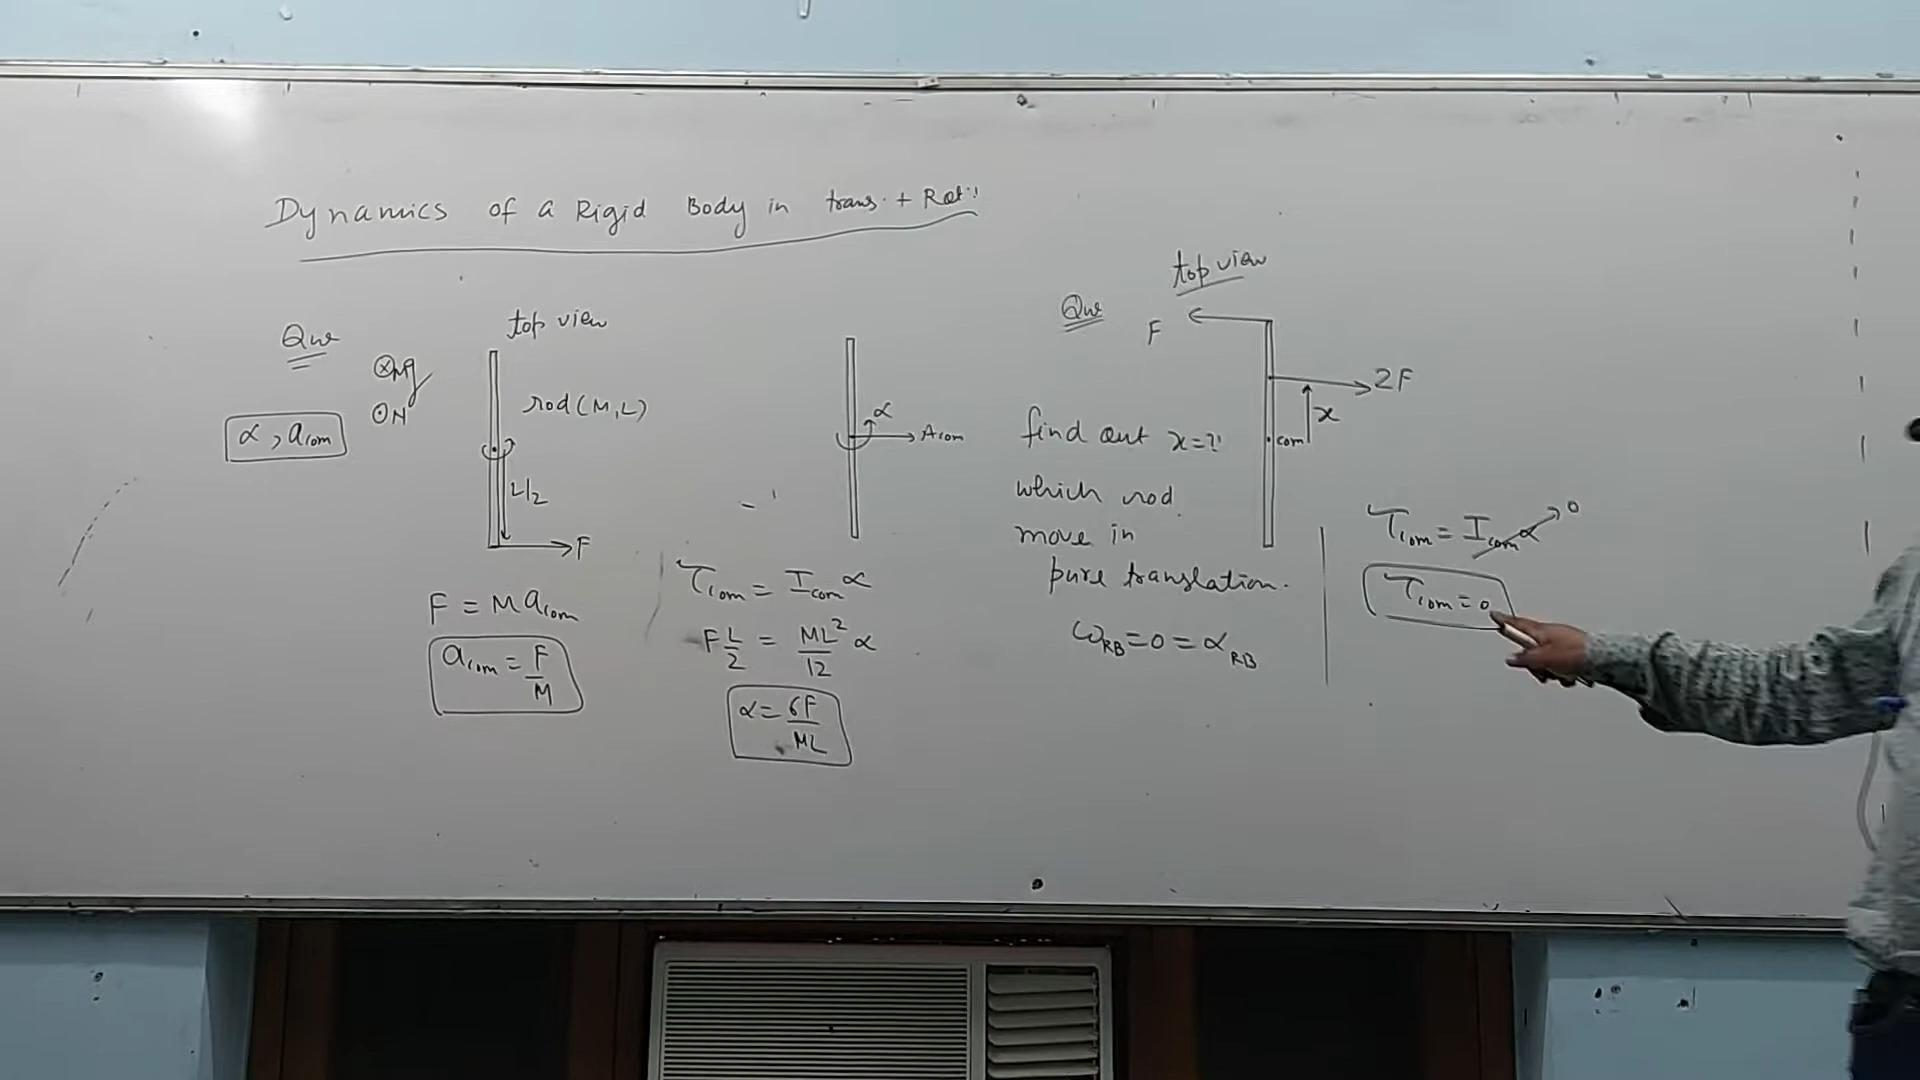 Dynamics of a Rigid Body in trans. + Rot.:
Que
top view
⊗Mg
⊙N
α, acom
rod (M, L)
L/2
F
F = M acom
acom = F/M
α
Acom
τcom = Icom α
F L/2 = ML²/12 α
α = 6F/ML
Que
top view
F
2F
x
com
find out x=?
which rod
move in
pure translation.
ωRB = 0 = αRB
τcom = Icom α 0
τcom = 0